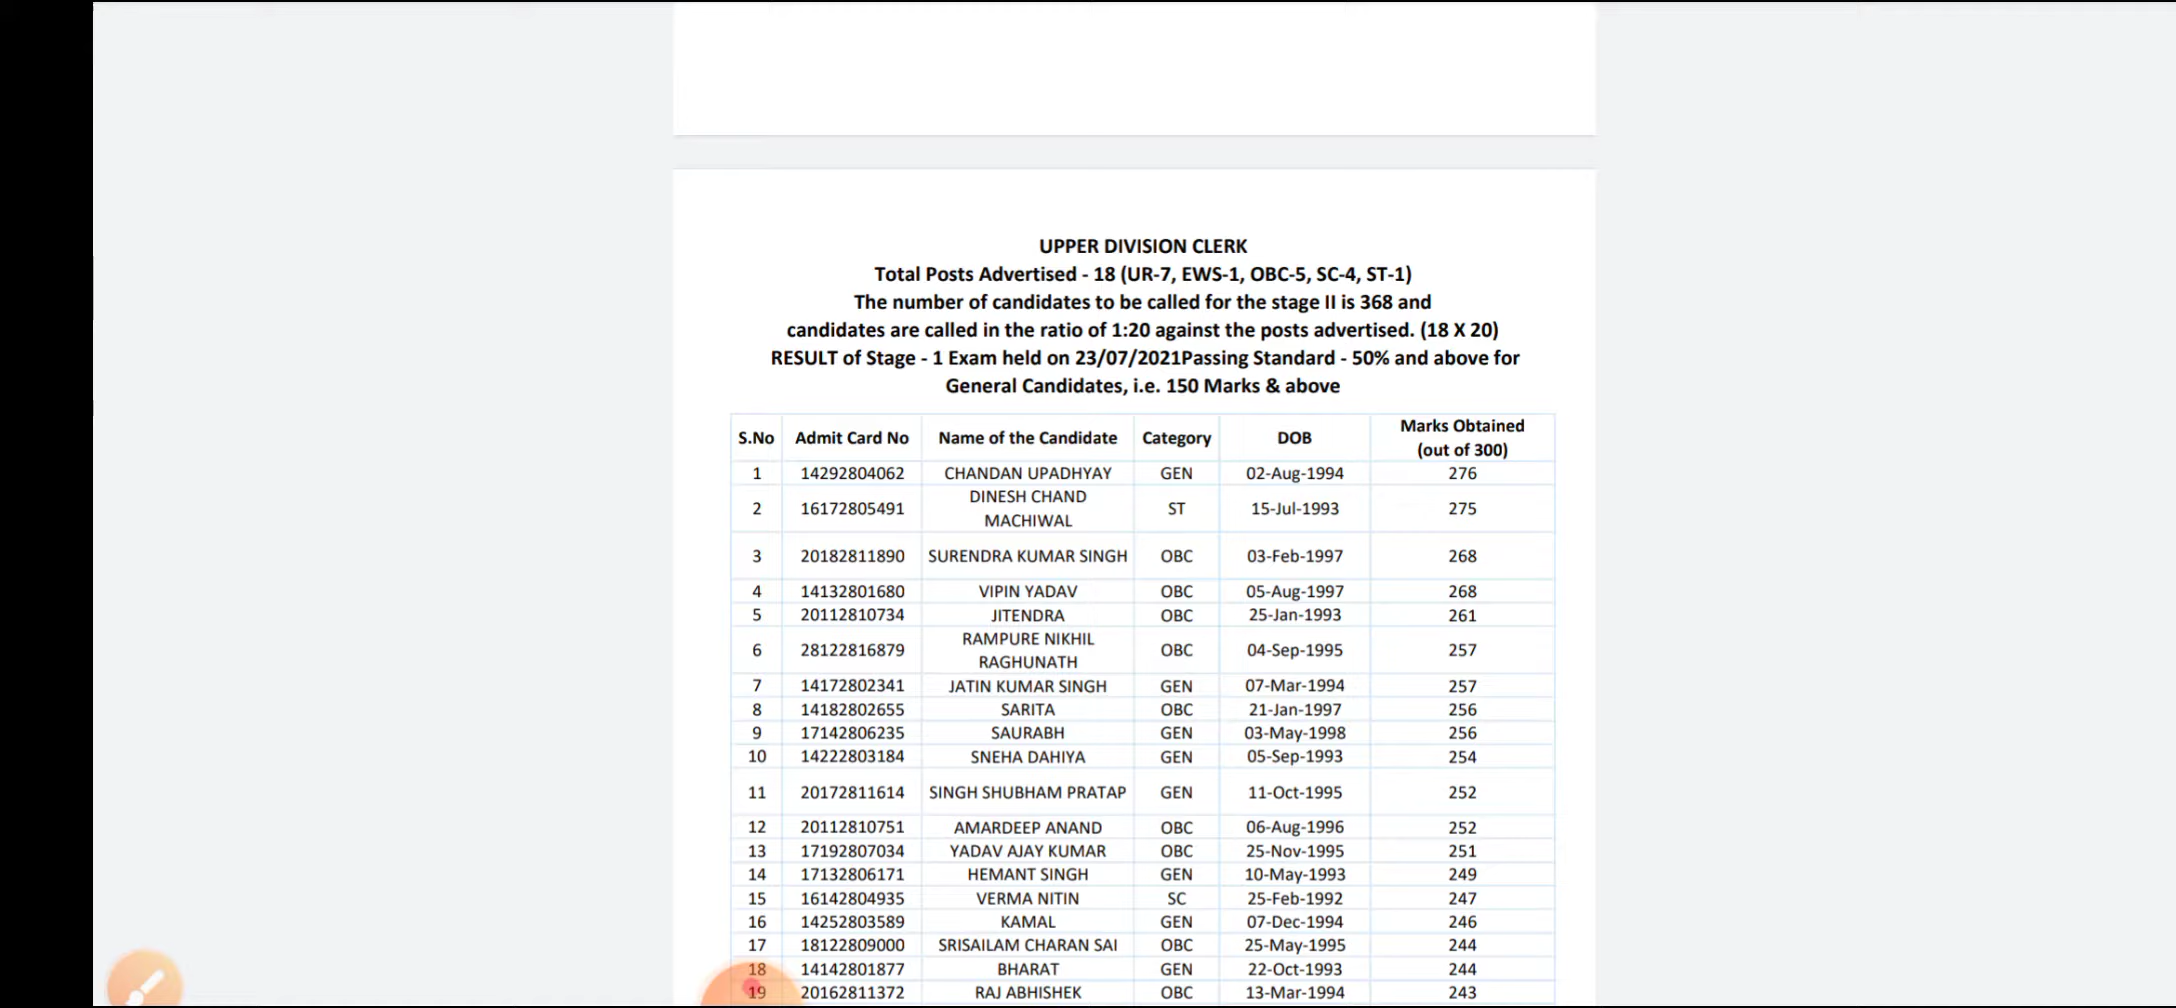 UPPER DIVISION CLERK
Total Posts Advertised - 18 (UR-7, EWS-1, OBC-5, SC-4, ST-1)
The number of candidates to be called for the stage II is 368 and
candidates are called in the ratio of 1:20 against the posts advertised. (18 X 20)
RESULT of Stage - 1 Exam held on 23/07/2021Passing Standard - 50% and above for
General Candidates, i.e. 150 Marks & above
S.No Admit Card No Name of the Candidate Category DOB Marks Obtained
(out of 300)
1 14292804062 CHANDAN UPADHYAY GEN 02-Aug-1994 276
2 16172805491 DINESH CHAND
MACHIWAL ST 15-Jul-1993 275
3 20182811890 SURENDRA KUMAR SINGH OBC 03-Feb-1997 268
4 14132801680 VIPIN YADAV OBC 05-Aug-1997 268
5 20112810734 JITENDRA OBC 25-Jan-1993 261
6 28122816879 RAMPURE NIKHIL
RAGHUNATH OBC 04-Sep-1995 257
7 14172802341 JATIN KUMAR SINGH GEN 07-Mar-1994 257
8 14182802655 SARITA OBC 21-Jan-1997 256
9 17142806235 SAURABH GEN 03-May-1998 256
10 14222803184 SNEHA DAHIYA GEN 05-Sep-1993 254
11 20172811614 SINGH SHUBHAM PRATAP GEN 11-Oct-1995 252
12 20112810751 AMARDEEP ANAND OBC 06-Aug-1996 252
13 17192807034 YADAV AJAY KUMAR OBC 25-Nov-1995 251
14 17132806171 HEMANT SINGH GEN 10-May-1993 249
15 16142804935 VERMA NITIN SC 25-Feb-1992 247
16 14252803589 KAMAL GEN 07-Dec-1994 246
17 18122809000 SRISAILAM CHARAN SAI OBC 25-May-1995 244
18 14142801877 BHARAT GEN 22-Oct-1993 244
19 20162811372 RAJ ABHISHEK OBC 13-Mar-1994 243